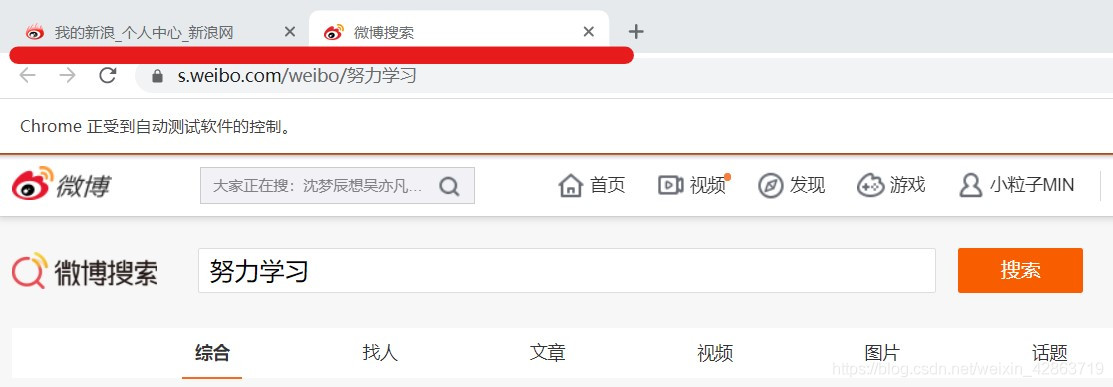 我的新浪_个人中心_新浪网 微博搜索
s.weibo.com/weibo/努力学习
Chrome 正受到自动测试软件的控制。
微博 大家正在搜：沈梦辰想吴亦凡... 首页 视频 发现 游戏 小粒子MIN
微博搜索 努力学习 搜索
综合 找人 文章 视频 图片 话题
https://blog.csdn.net/weixin_42863719